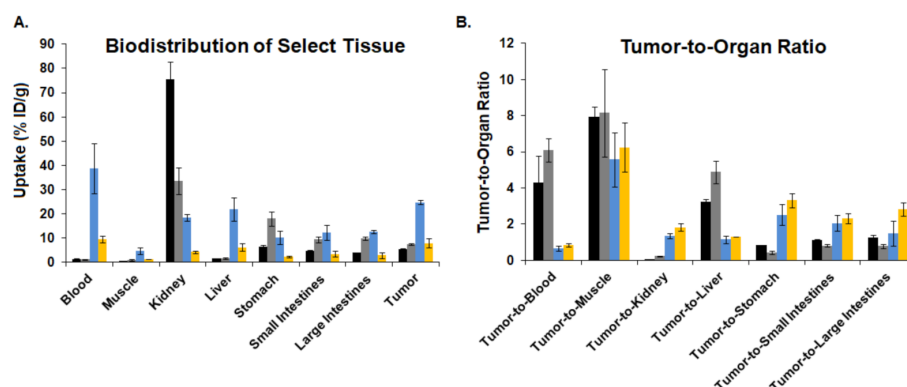 A.
Biodistribution of Select Tissue
Uptake (% ID/g)
90
80
70
60
50
40
30
20
10
0
Blood
Muscle
Kidney
Liver
Stomach
Small Intestines
Large Intestines
Tumor
B.
Tumor-to-Organ Ratio
Tumor-to-Organ Ratio
12
10
8
6
4
2
0
Tumor-to-Blood
Tumor-to-Muscle
Tumor-to-Kidney
Tumor-to-Liver
Tumor-to-Stomach
Tumor-to-Small Intestines
Tumor-to-Large Intestines